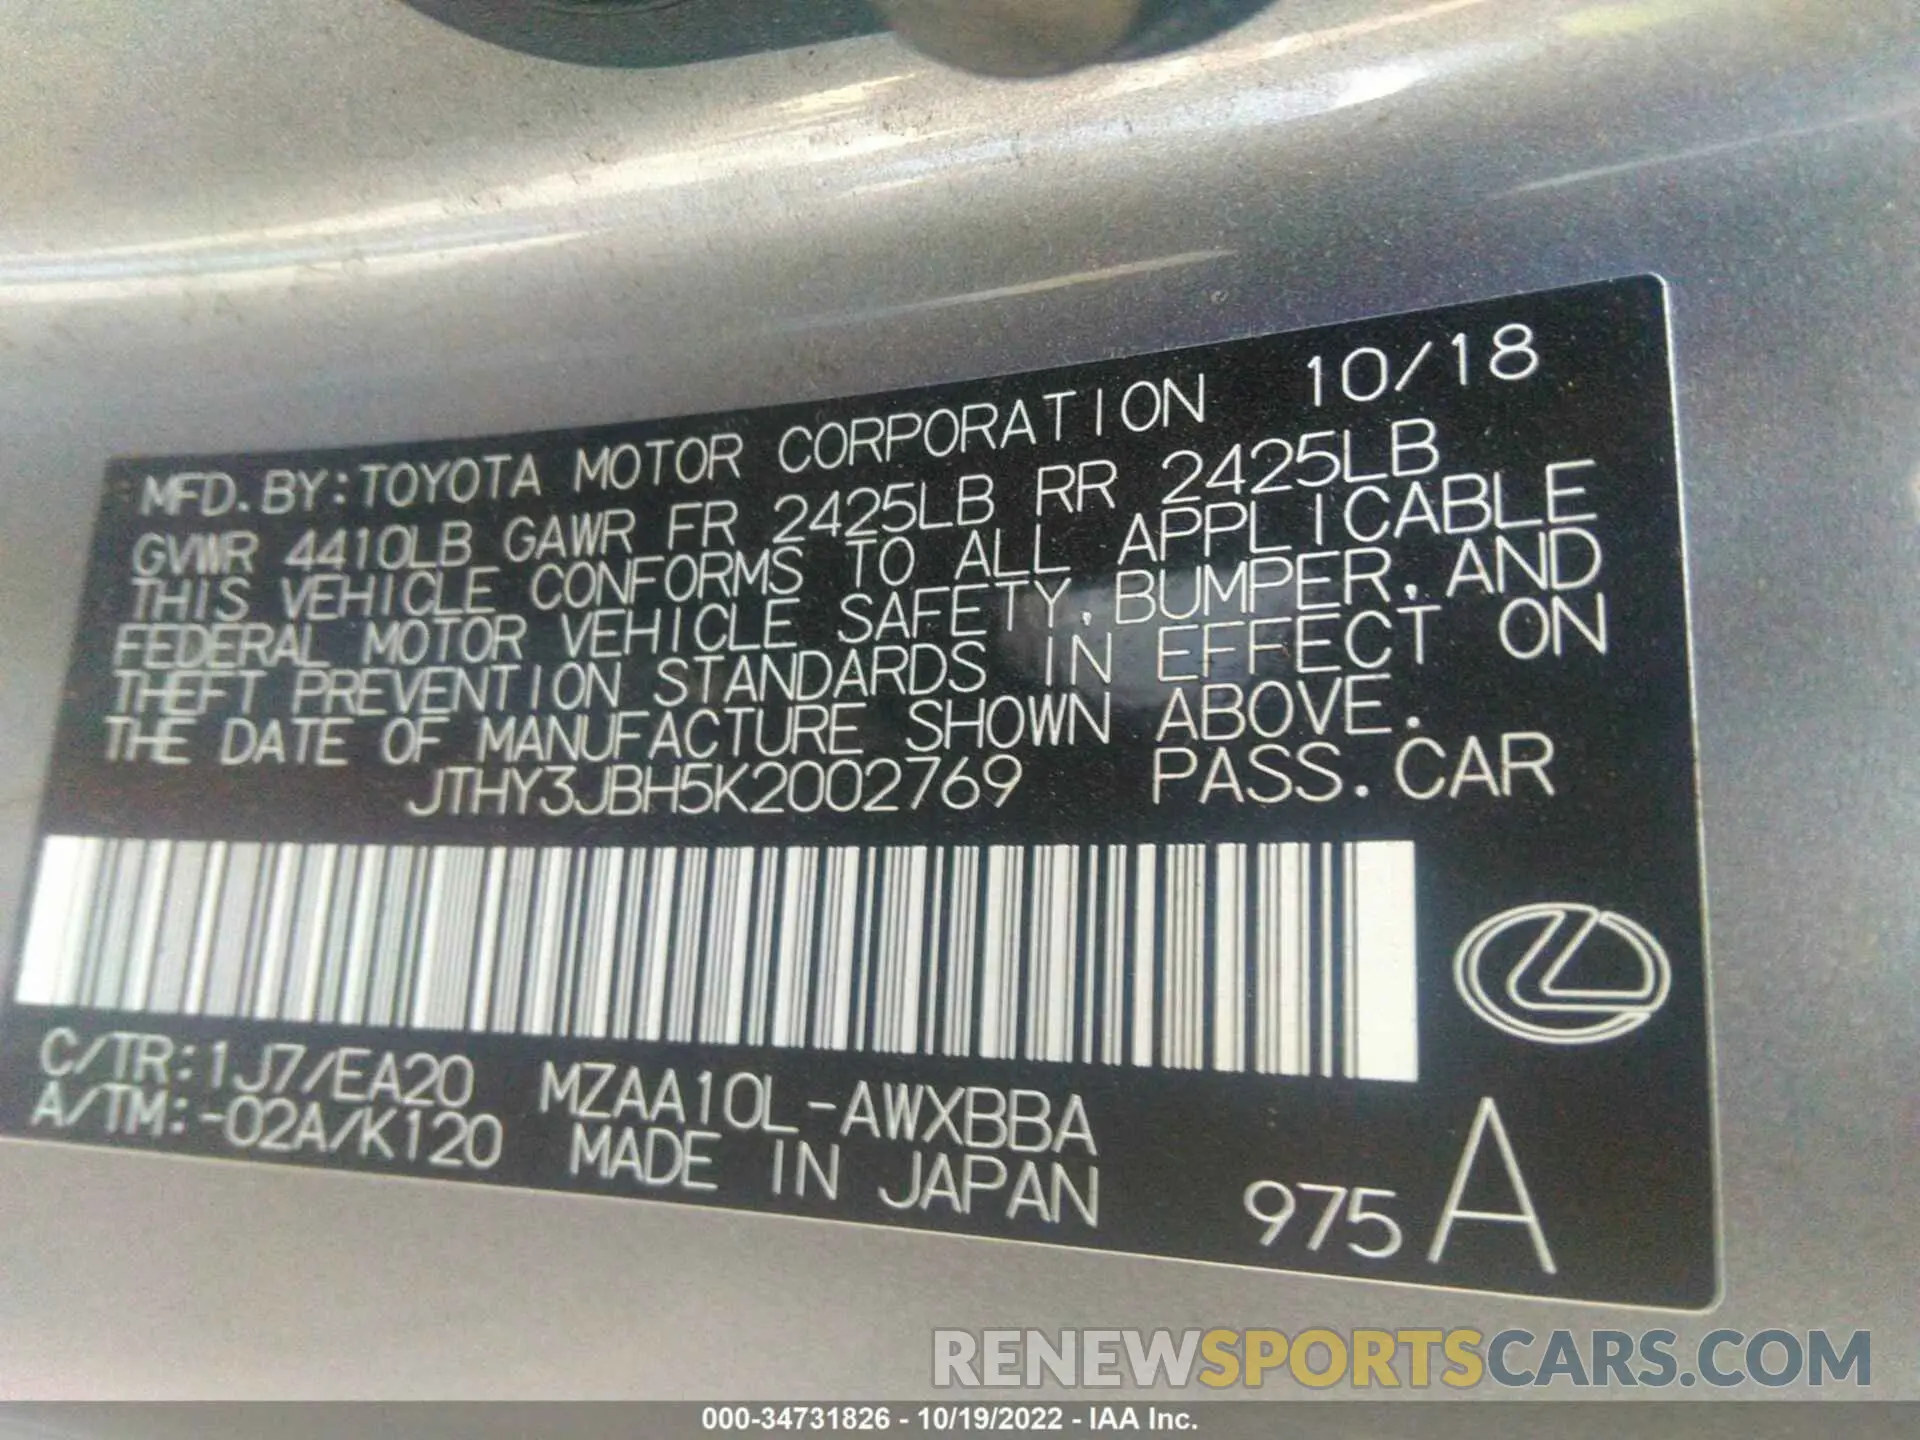 MFD. BY: TOYOTA MOTOR CORPORATION 10/18
GVWR 4410LB GAWR FR 2425LB RR 2425LB
THIS VEHICLE CONFORMS TO ALL APPLICABLE
FEDERAL MOTOR VEHICLE SAFETY, BUMPER, AND
THEFT PREVENTION STANDARDS IN EFFECT ON
THE DATE OF MANUFACTURE SHOWN ABOVE.
JTHY3JBH5K2002769 PASS. CAR
C/TR: 1J7/EA20 MZAA10L-AWXBBA
A/TM: -02A/K120 MADE IN JAPAN
975 A
RENEWSPORTSCARS.COM
000-34731826 - 10/19/2022 - IAA Inc.